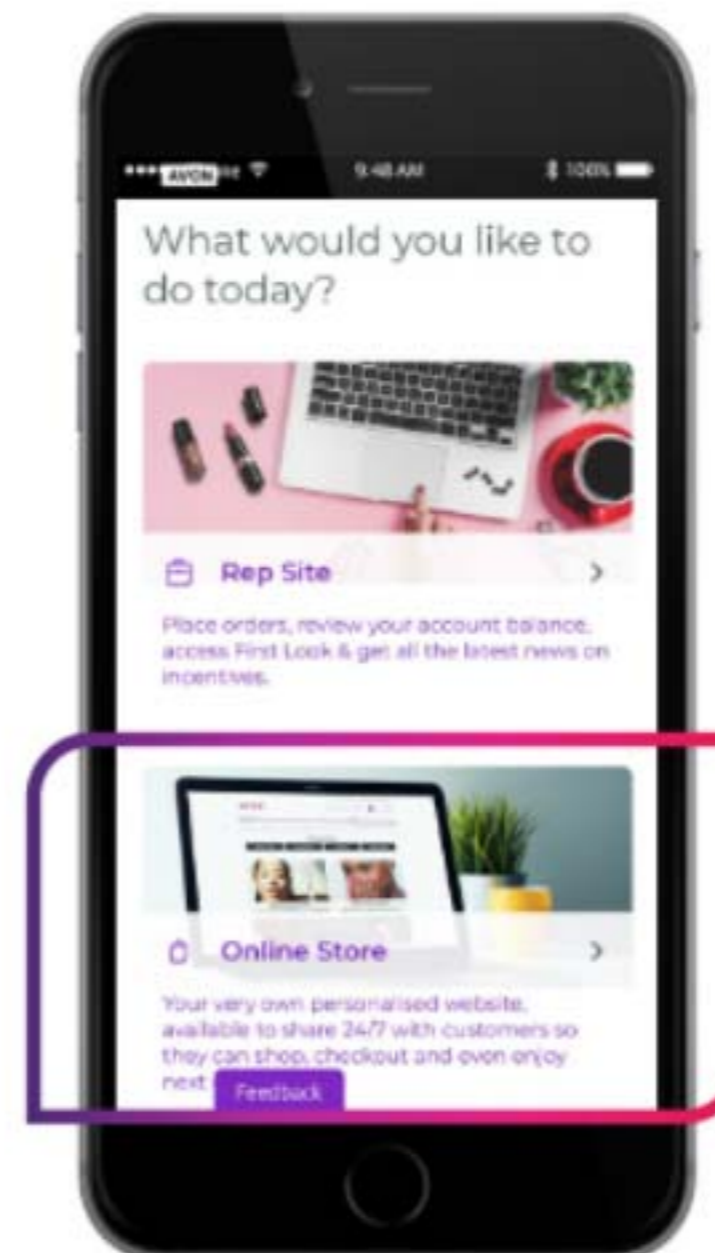 AVON 9:48 AM 100%
What would you like to
do today?
Rep Site
Place orders, review your account balance,
access First Look & get all the latest news on
incentives.
Online Store
Your very own personalised website,
available to share 24/7 with customers so
they can shop, checkout and even enjoy
next
Feedback